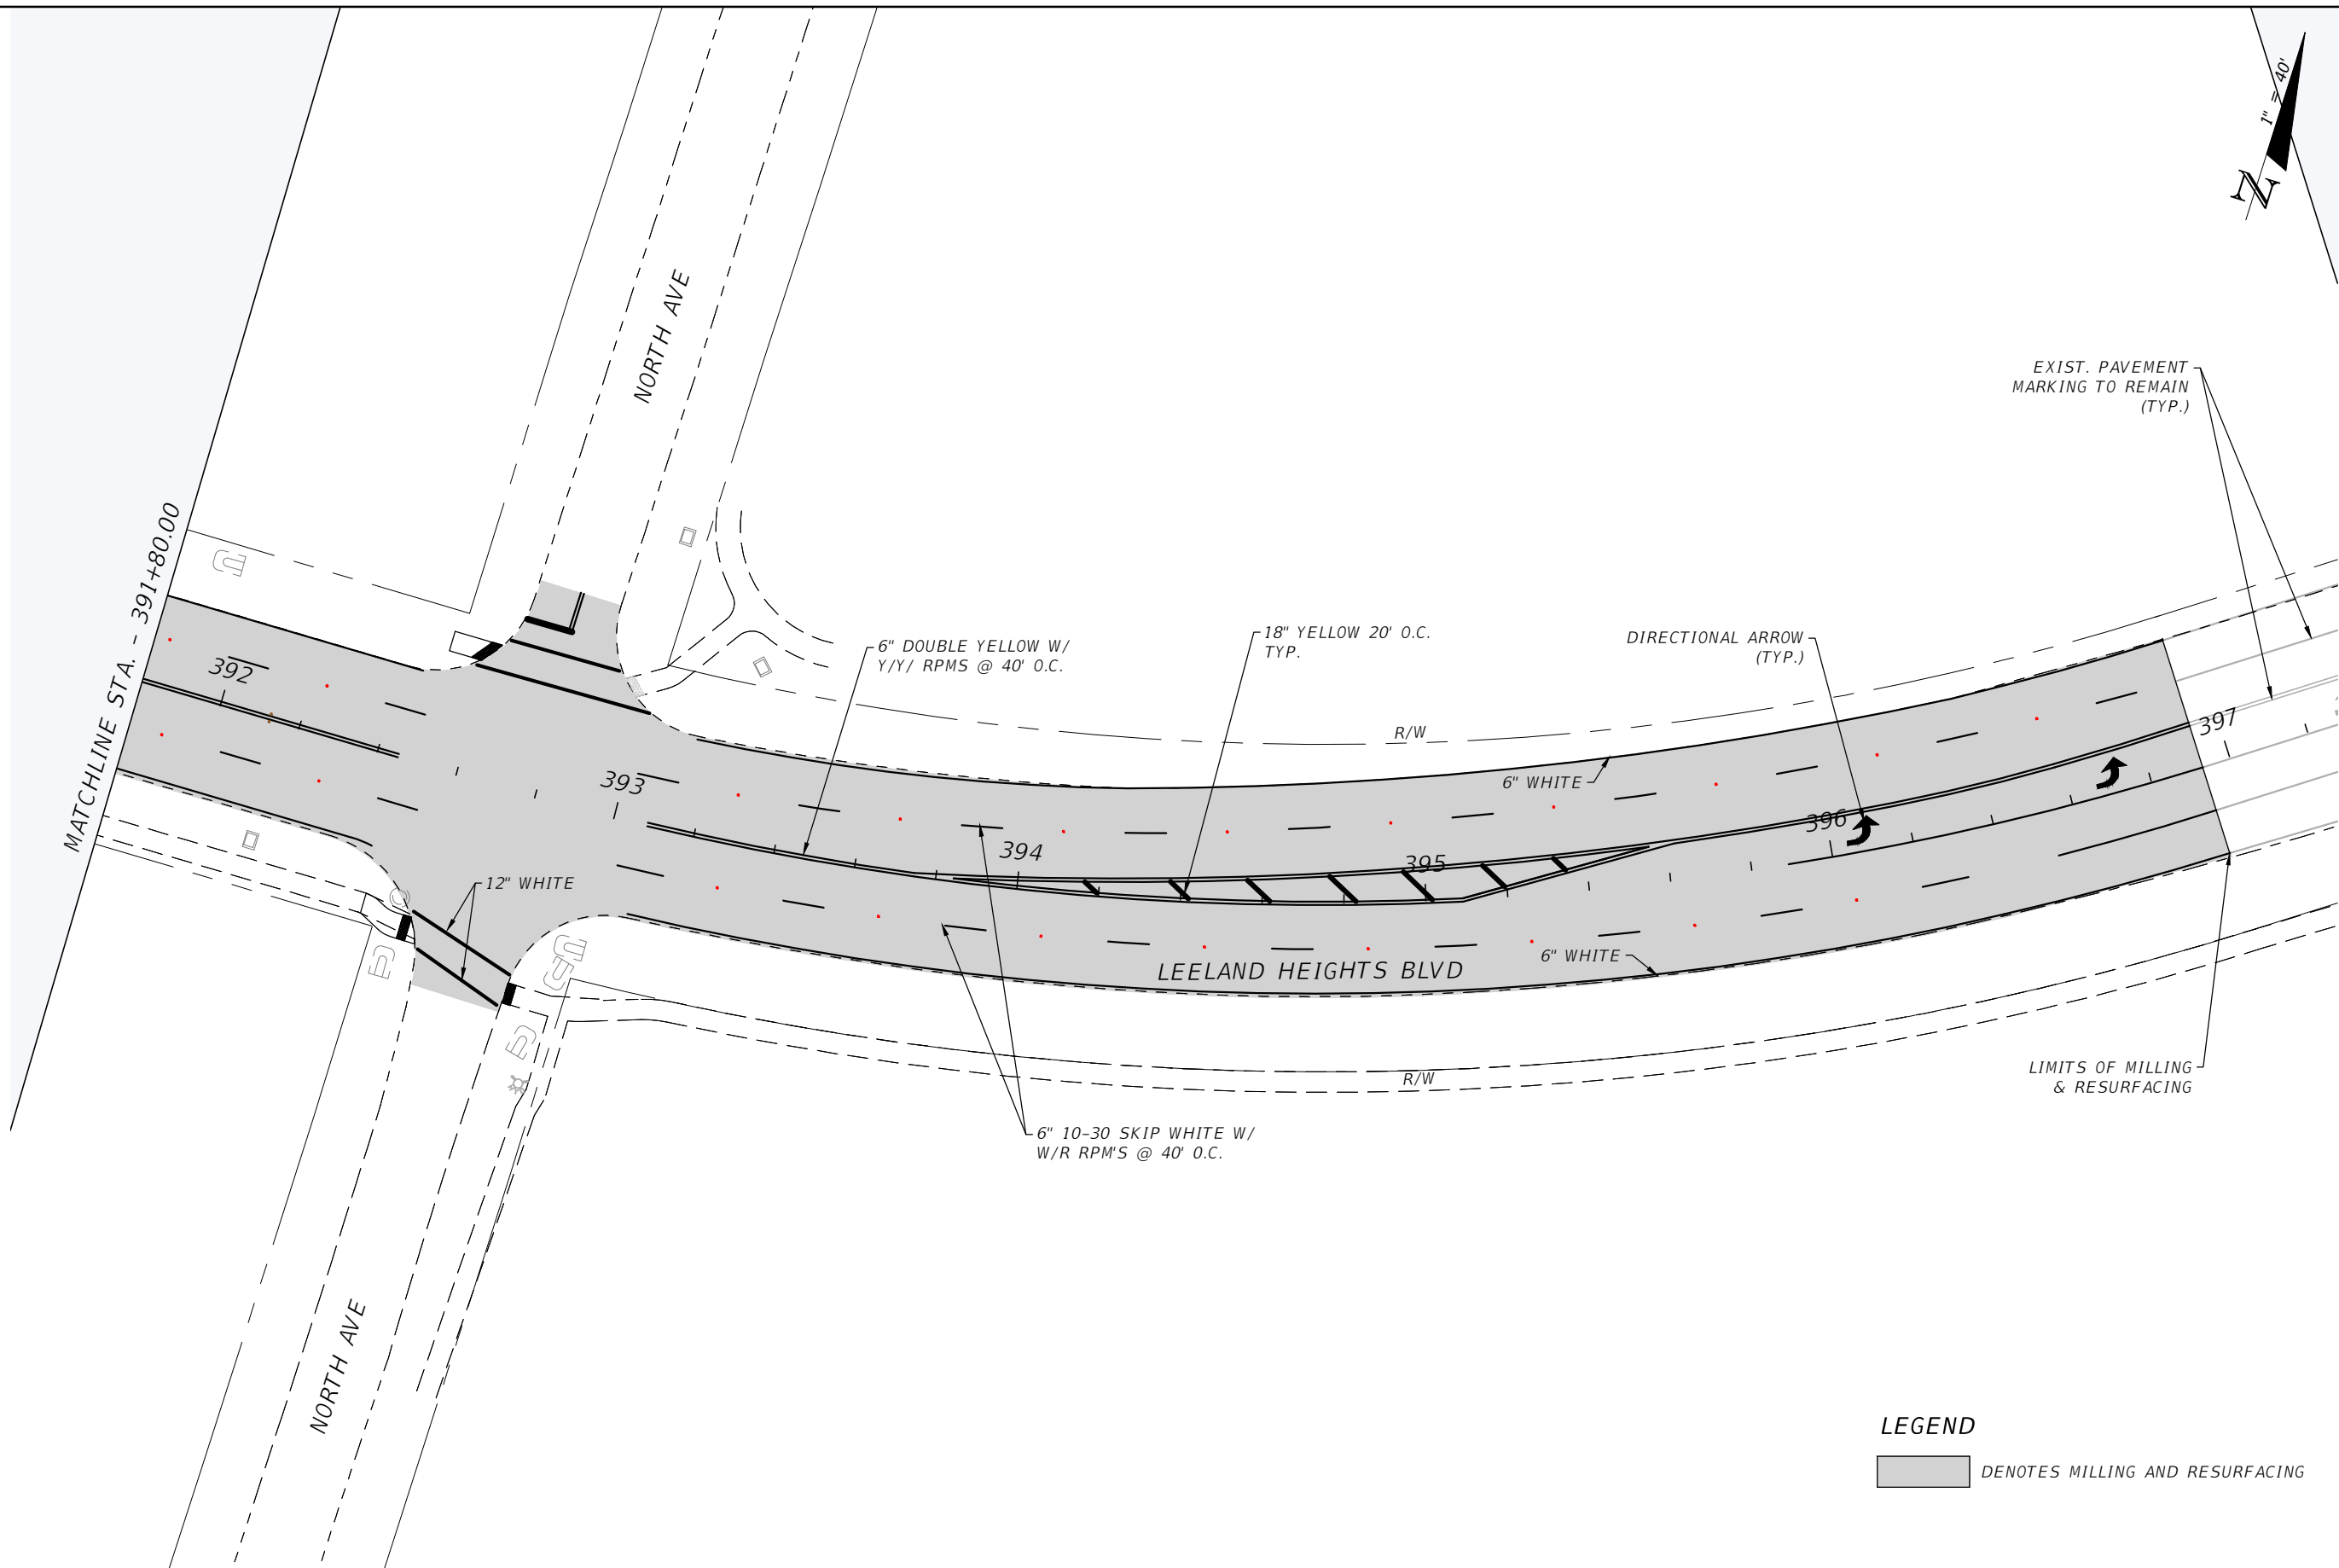 1" = 40'
N
NORTH AVE
EXIST. PAVEMENT
MARKING TO REMAIN
(TYP.)
MATCHLINE STA. - 391+80.00
6" DOUBLE YELLOW W/
Y/Y/ RPMS @ 40' O.C.
18" YELLOW 20' O.C.
TYP.
DIRECTIONAL ARROW
(TYP.)
392
R/W
397
393
6" WHITE
396
394
395
12" WHITE
6" WHITE
LEELAND HEIGHTS BLVD
R/W
LIMITS OF MILLING
& RESURFACING
6" 10-30 SKIP WHITE W/
W/R RPM'S @ 40' O.C.
NORTH AVE
LEGEND
DENOTES MILLING AND RESURFACING